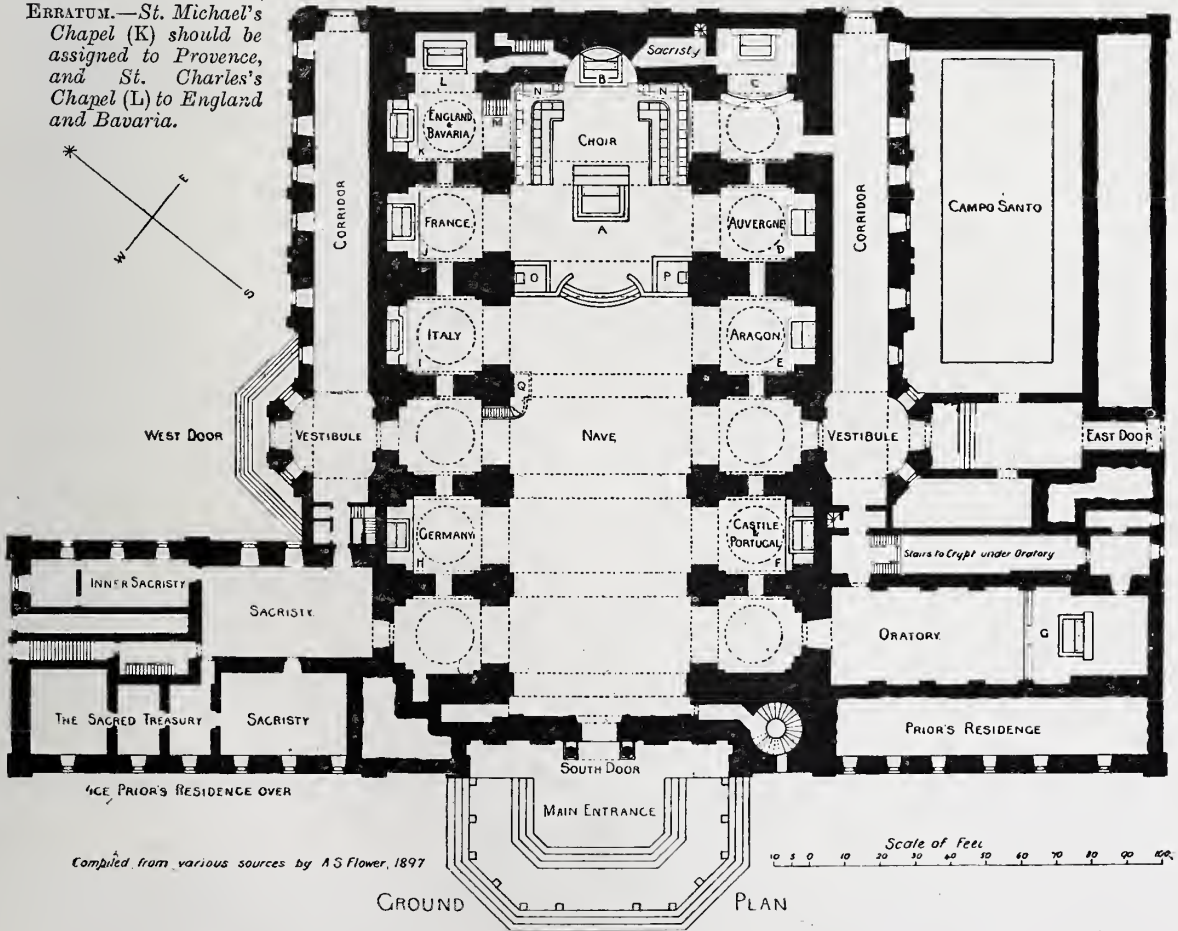 ERRATUM.—St. Michael's
Chapel (K) should be
assigned to Provence,
and St. Charles's
Chapel (L) to England
and Bavaria.
E
W
S
CORRIDOR
L
ENGLAND
&
BAVARIA
K
M
N
B
N
CHOIR
Sacristy
C
CORRIDOR
CAMPO SANTO
FRANCE
J
A
AUVERGNE
D
O
P
ITALY
I
ARAGON
E
Q
WEST DOOR
VESTIBULE
NAVE
VESTIBULE
EAST DOOR
GERMANY
H
CASTILE
&
PORTUGAL
F
Stairs to Crypt under Oratory
INNER SACRISTY
SACRISTY
ORATORY
G
THE SACRED TREASURY
SACRISTY
PRIOR'S RESIDENCE
SOUTH DOOR
MAIN ENTRANCE
PRIOR'S RESIDENCE OVER
Compiled from various sources by A S Flower, 1897
Scale of Feet
10 5 0 10 20 30 40 50 60 70 80 90 100
GROUND PLAN